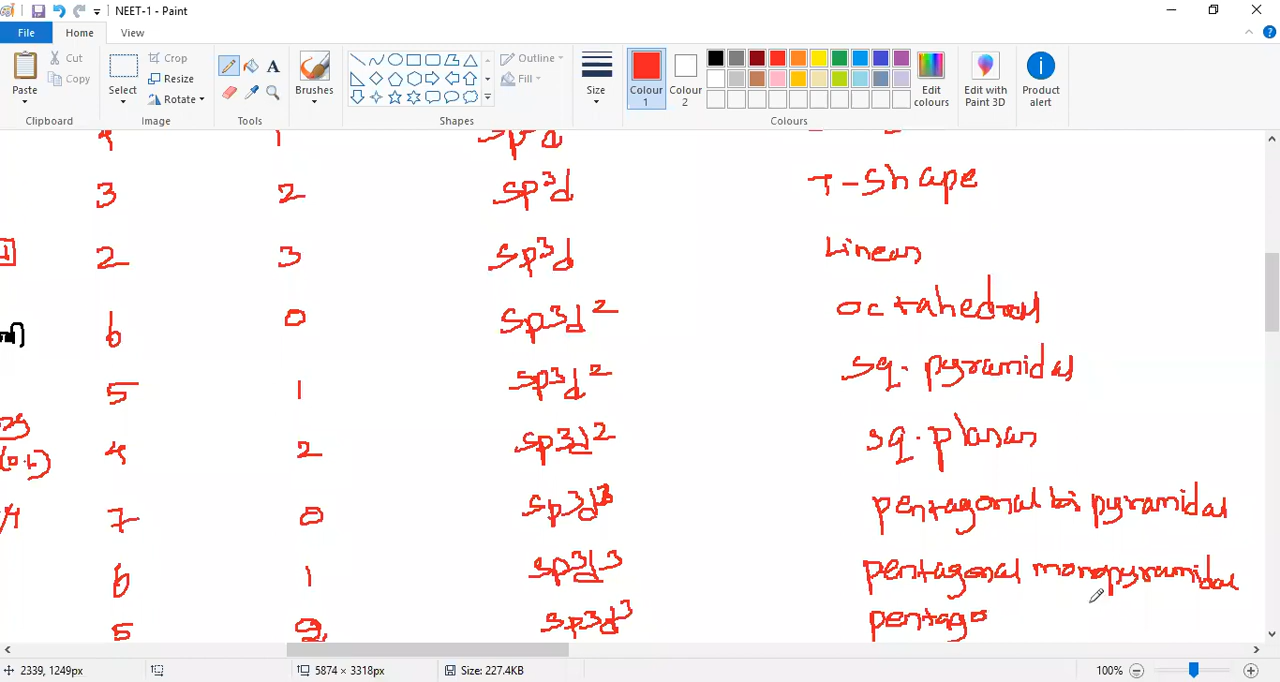 NEET-1 - Paint
File Home View
Paste Cut Copy Clipboard
Select Crop Resize Rotate Image
Tools
Brushes
Shapes Outline Fill
Size
Colour 1 Colour 2 Edit colours Colours
Edit with Paint 3D
Product alert
4 1 sp3d
3 2 sp3d T-shape
2 3 sp3d Linear
6 0 sp3d2 octahedral
5 1 sp3d2 sq. pyramidal
4 2 sp3d2 sq. planar
7 0 sp3d3 pentagonal bi pyramidal
6 1 sp3d3 pentagonal monopyramidal
5 2 sp3d3 pentago
2339, 1249px 5874 × 3318px Size: 227.4KB 100%